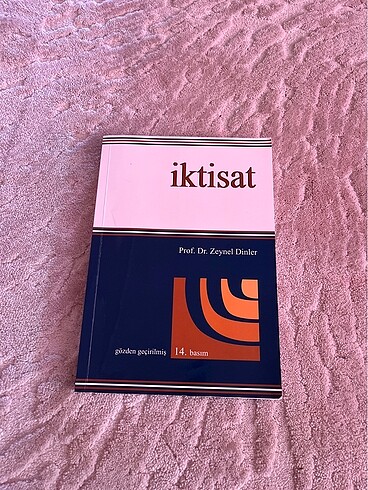 iktisat
Prof. Dr. Zeynel Dinler
gözden geçirilmiş 14. basım